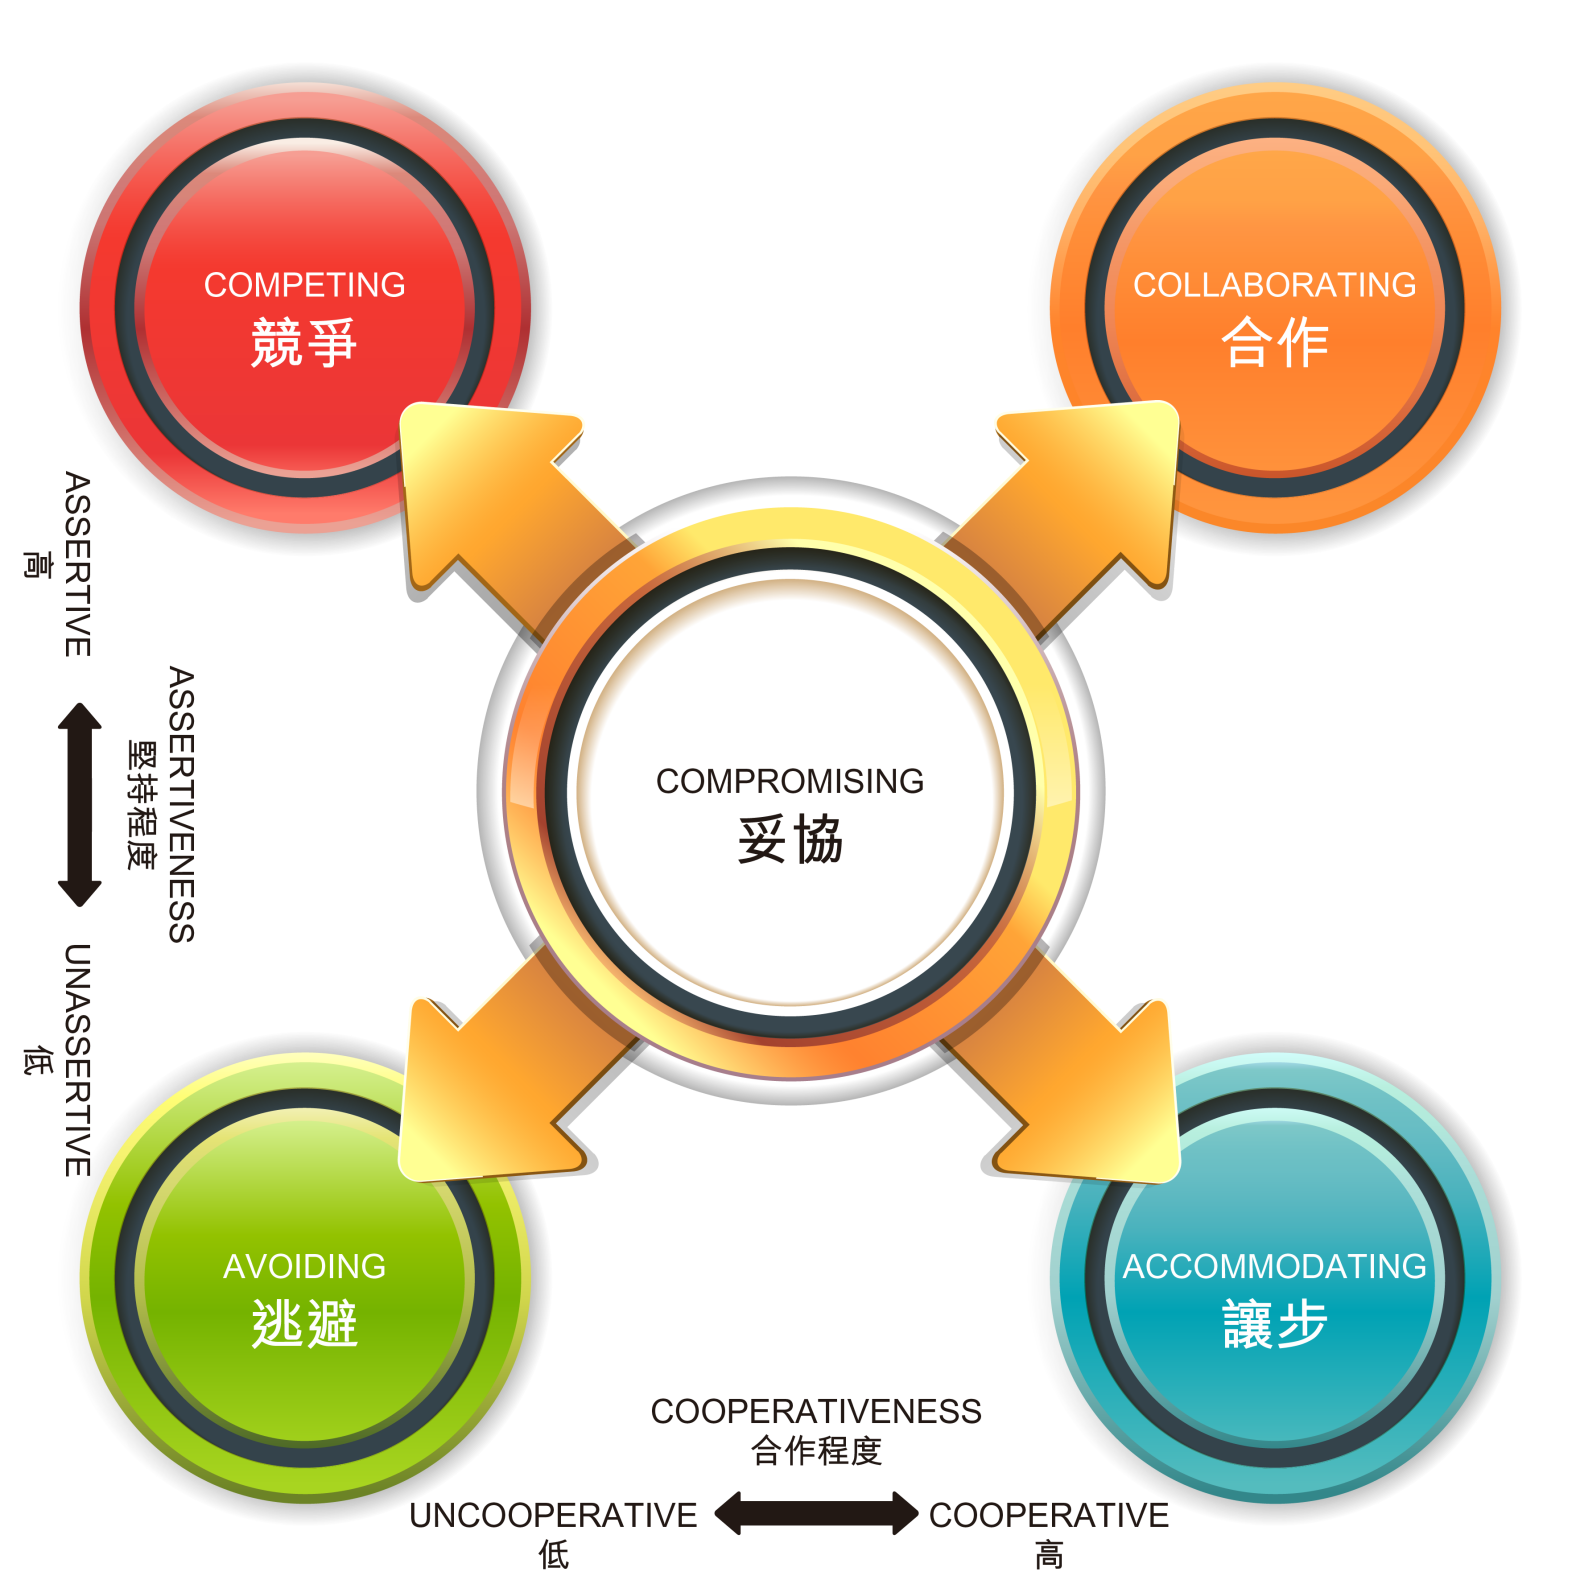 COMPETING
競爭
COLLABORATING
合作
ASSERTIVE
高
ASSERTIVENESS
堅持程度
UNASSERTIVE
低
COMPROMISING
妥協
AVOIDING
逃避
ACCOMMODATING
讓步
COOPERATIVENESS
合作程度
UNCOOPERATIVE
低
COOPERATIVE
高